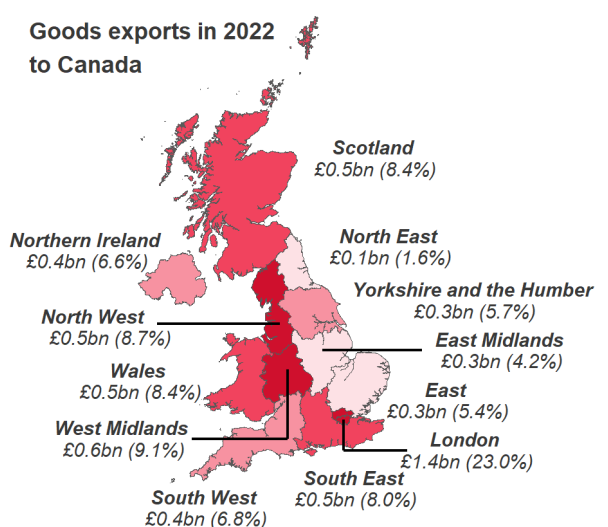 Goods exports in 2022
to Canada
Scotland
£0.5bn (8.4%)
Northern Ireland
£0.4bn (6.6%)
North East
£0.1bn (1.6%)
Yorkshire and the Humber
£0.3bn (5.7%)
North West
£0.5bn (8.7%)
East Midlands
£0.3bn (4.2%)
Wales
£0.5bn (8.4%)
East
£0.3bn (5.4%)
West Midlands
£0.6bn (9.1%)
London
£1.4bn (23.0%)
South East
£0.5bn (8.0%)
South West
£0.4bn (6.8%)